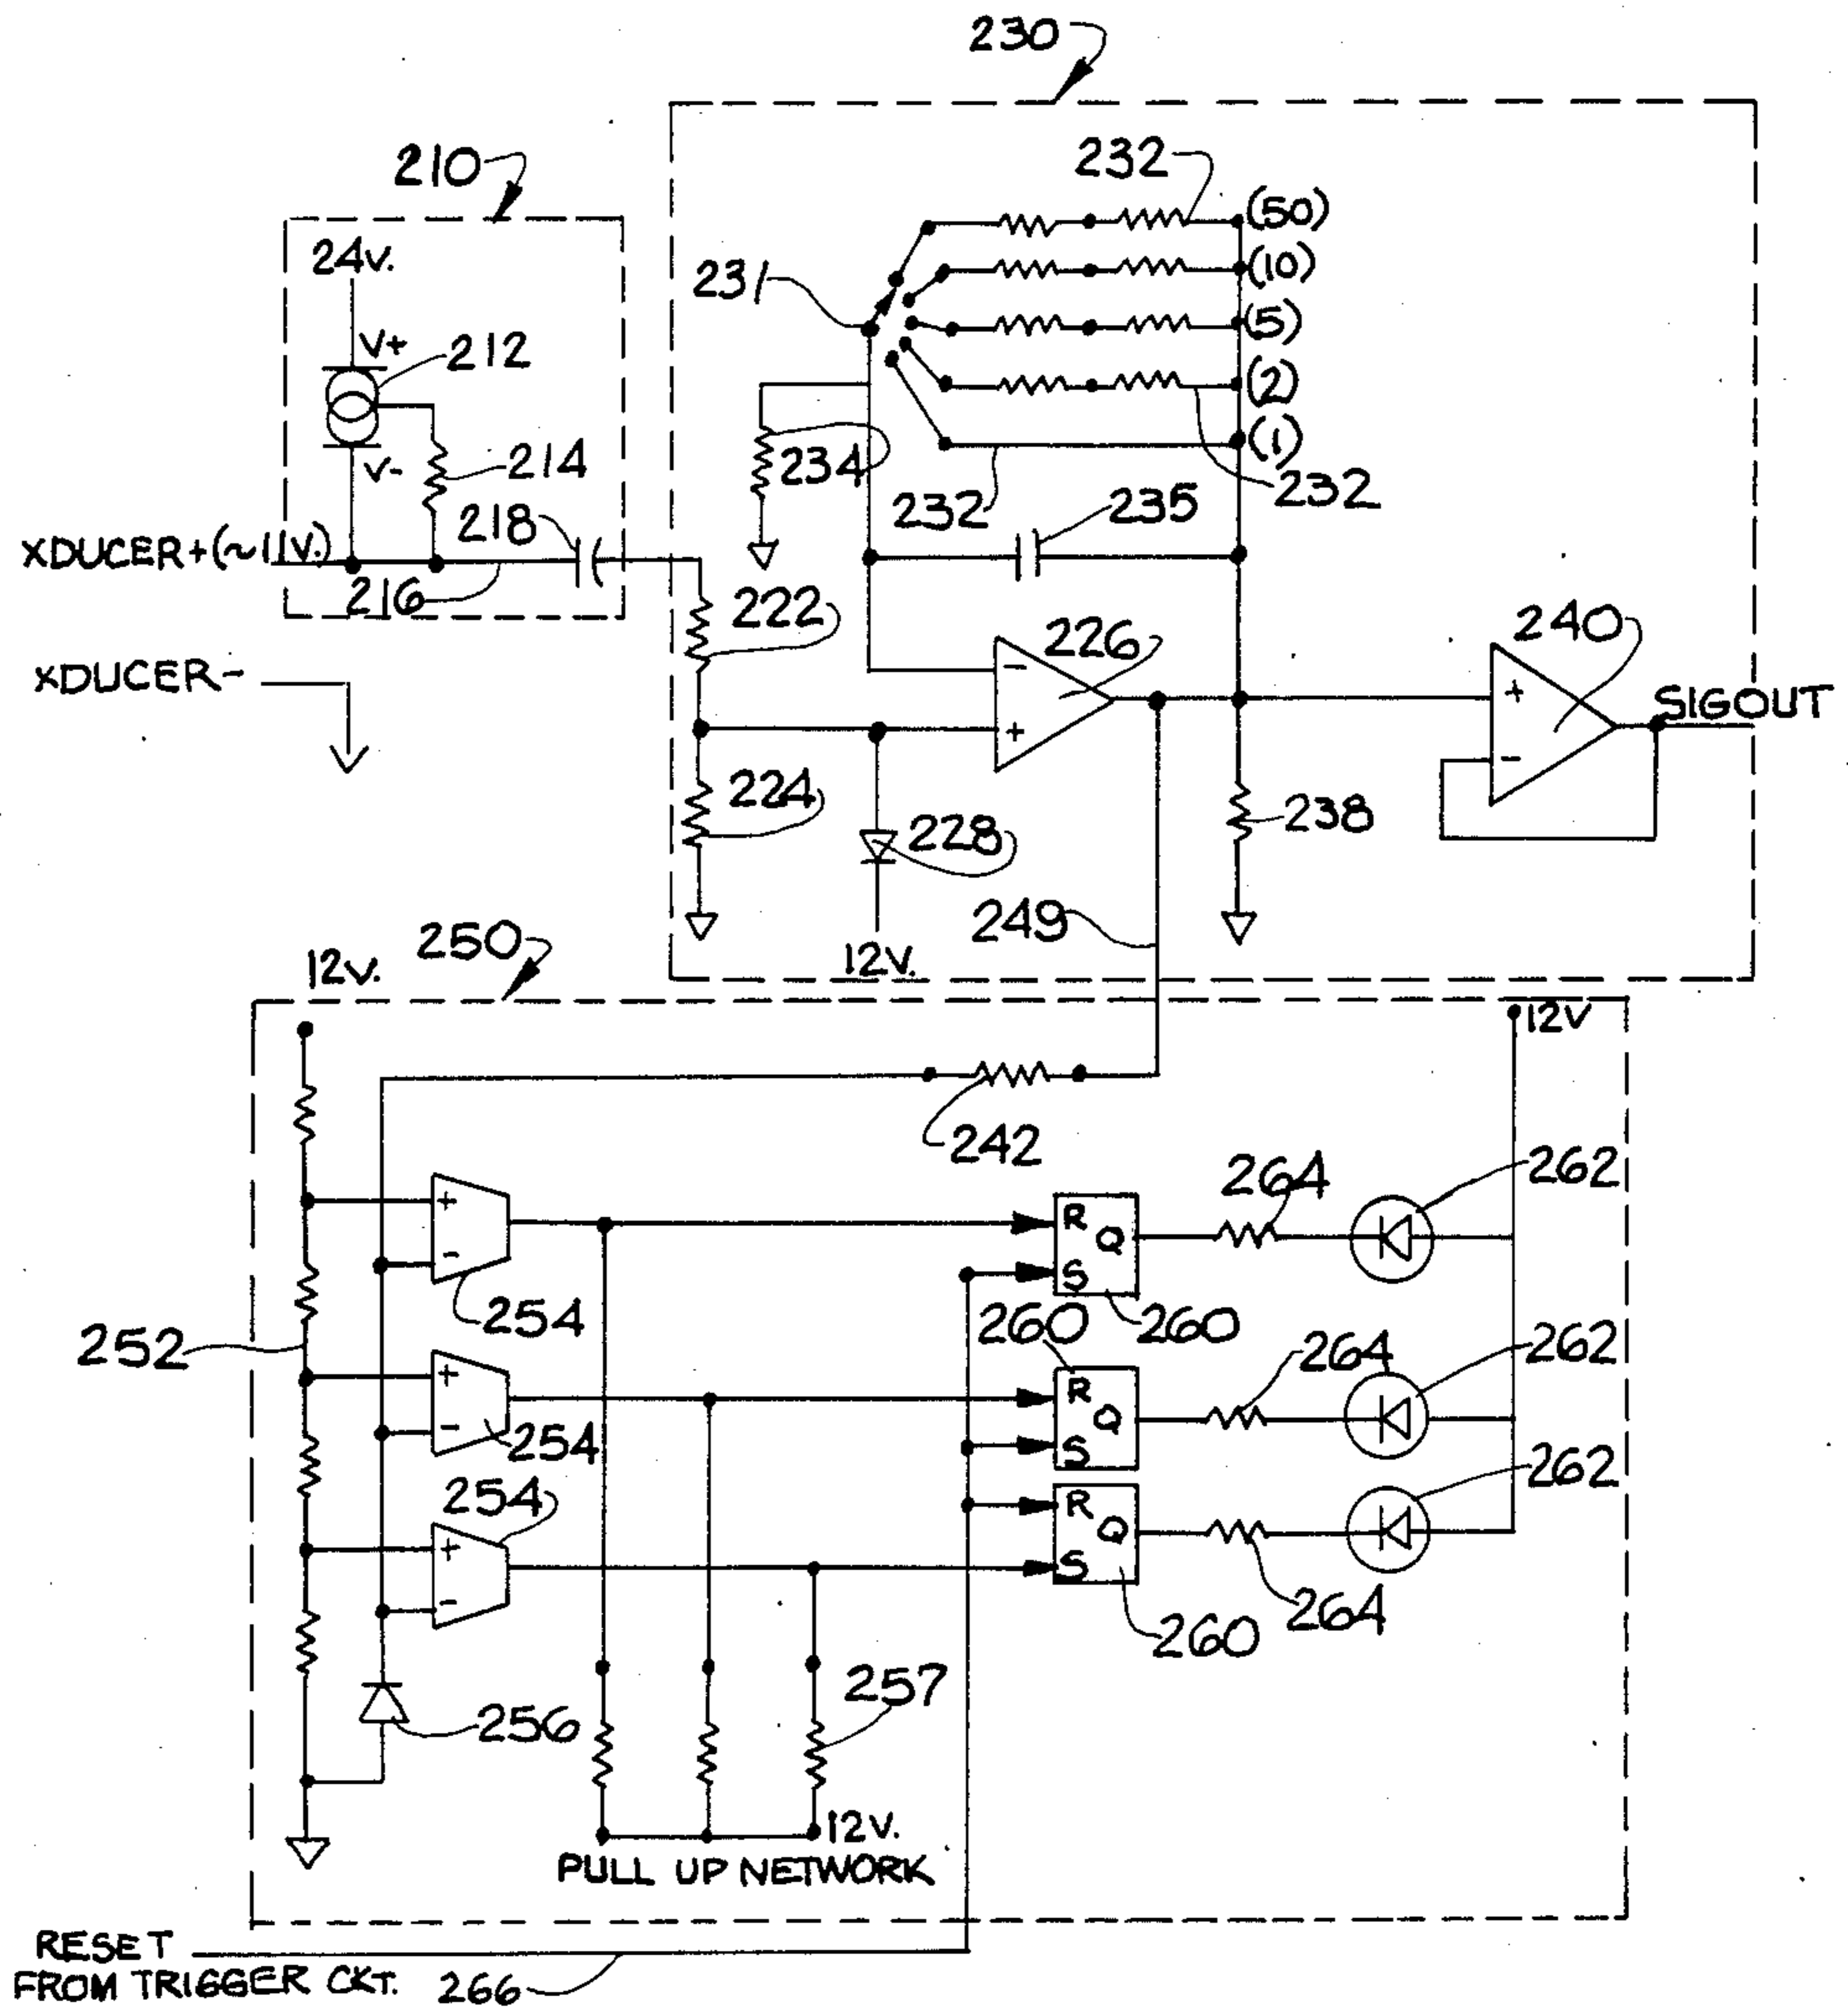 230
210
232
(50)
24V.
(10)
231
V+
212
(5)
(2)
V-
214
234
(1)
218
232
235
232
XDUCER+(~11V.)
216
222
226
240
XDUCER-
SIGOUT
+
-
+
-
224
228
238
249
250
12V.
12V.
12V
242
264
262
+
-
R
Q
S
254
260
260
252
264
262
+
-
R
Q
S
254
254
262
+
-
R
Q
S
264
260
257
256
12V.
PULL UP NETWORK
RESET
FROM TRIGGER CKT.
266